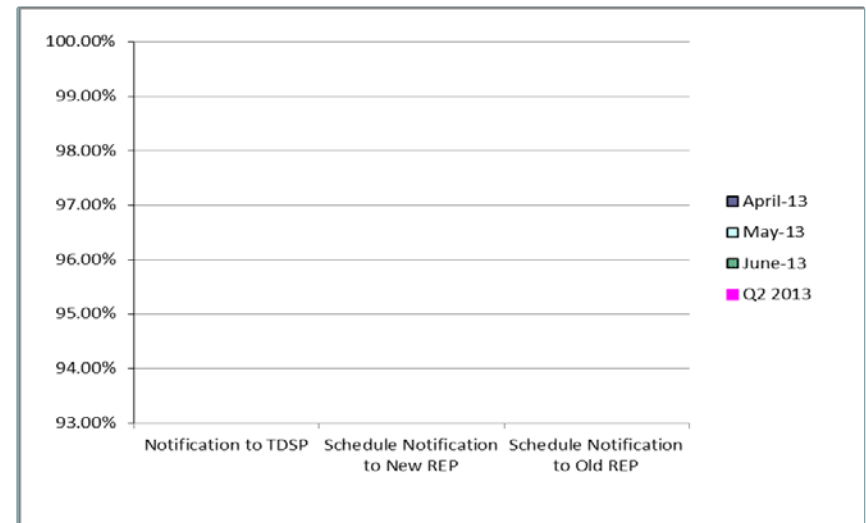 100.00%
99.00%
98.00%
97.00%
96.00%
95.00%
94.00%
93.00%
Notification to TDSP
Schedule Notification
to New REP
Schedule Notification
to Old REP
April-13
May-13
June-13
Q2 2013